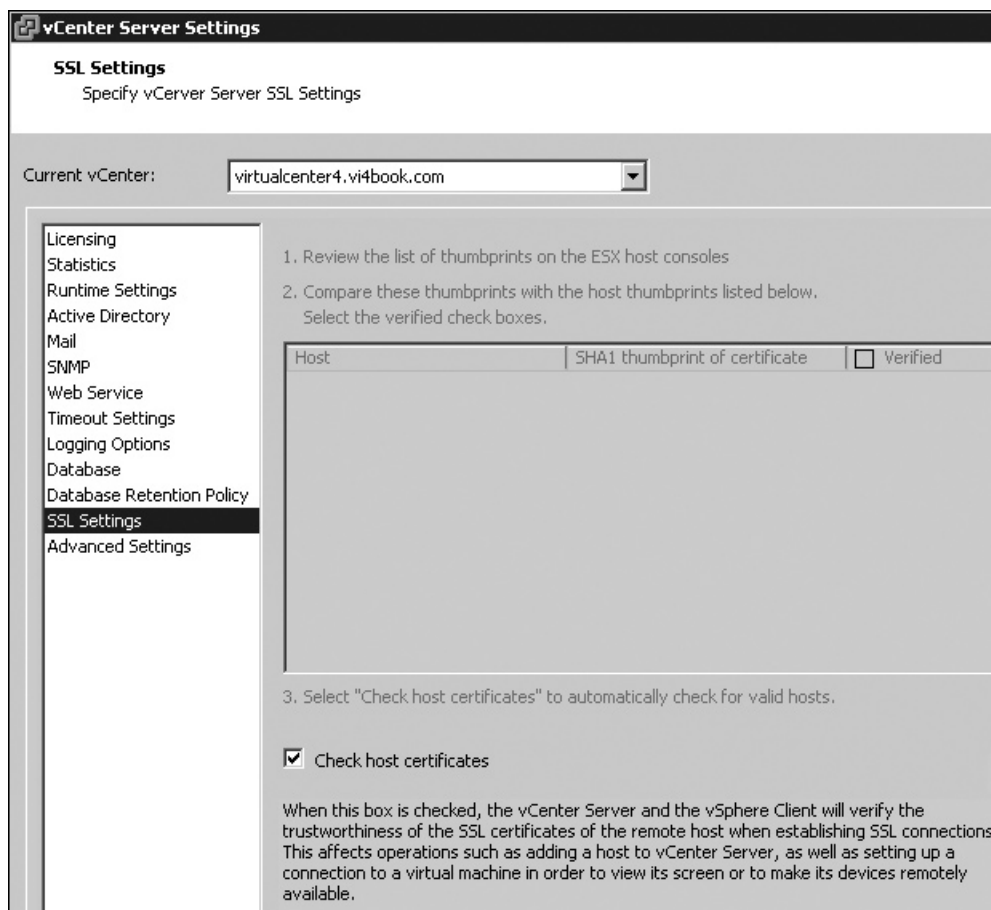 vCenter Server Settings
SSL Settings
Specify vCerver Server SSL Settings
Current vCenter:
virtualcenter4.vi4book.com
Licensing
Statistics
Runtime Settings
Active Directory
Mail
SNMP
Web Service
Timeout Settings
Logging Options
Database
Database Retention Policy
SSL Settings
Advanced Settings
1. Review the list of thumbprints on the ESX host consoles
2. Compare these thumbprints with the host thumbprints listed below.
Select the verified check boxes.
Host SHA1 thumbprint of certificate Verified
3. Select "Check host certificates" to automatically check for valid hosts.
Check host certificates
When this box is checked, the vCenter Server and the vSphere Client will verify the
trustworthiness of the SSL certificates of the remote host when establishing SSL connections
This affects operations such as adding a host to vCenter Server, as well as setting up a
connection to a virtual machine in order to view its screen or to make its devices remotely
available.